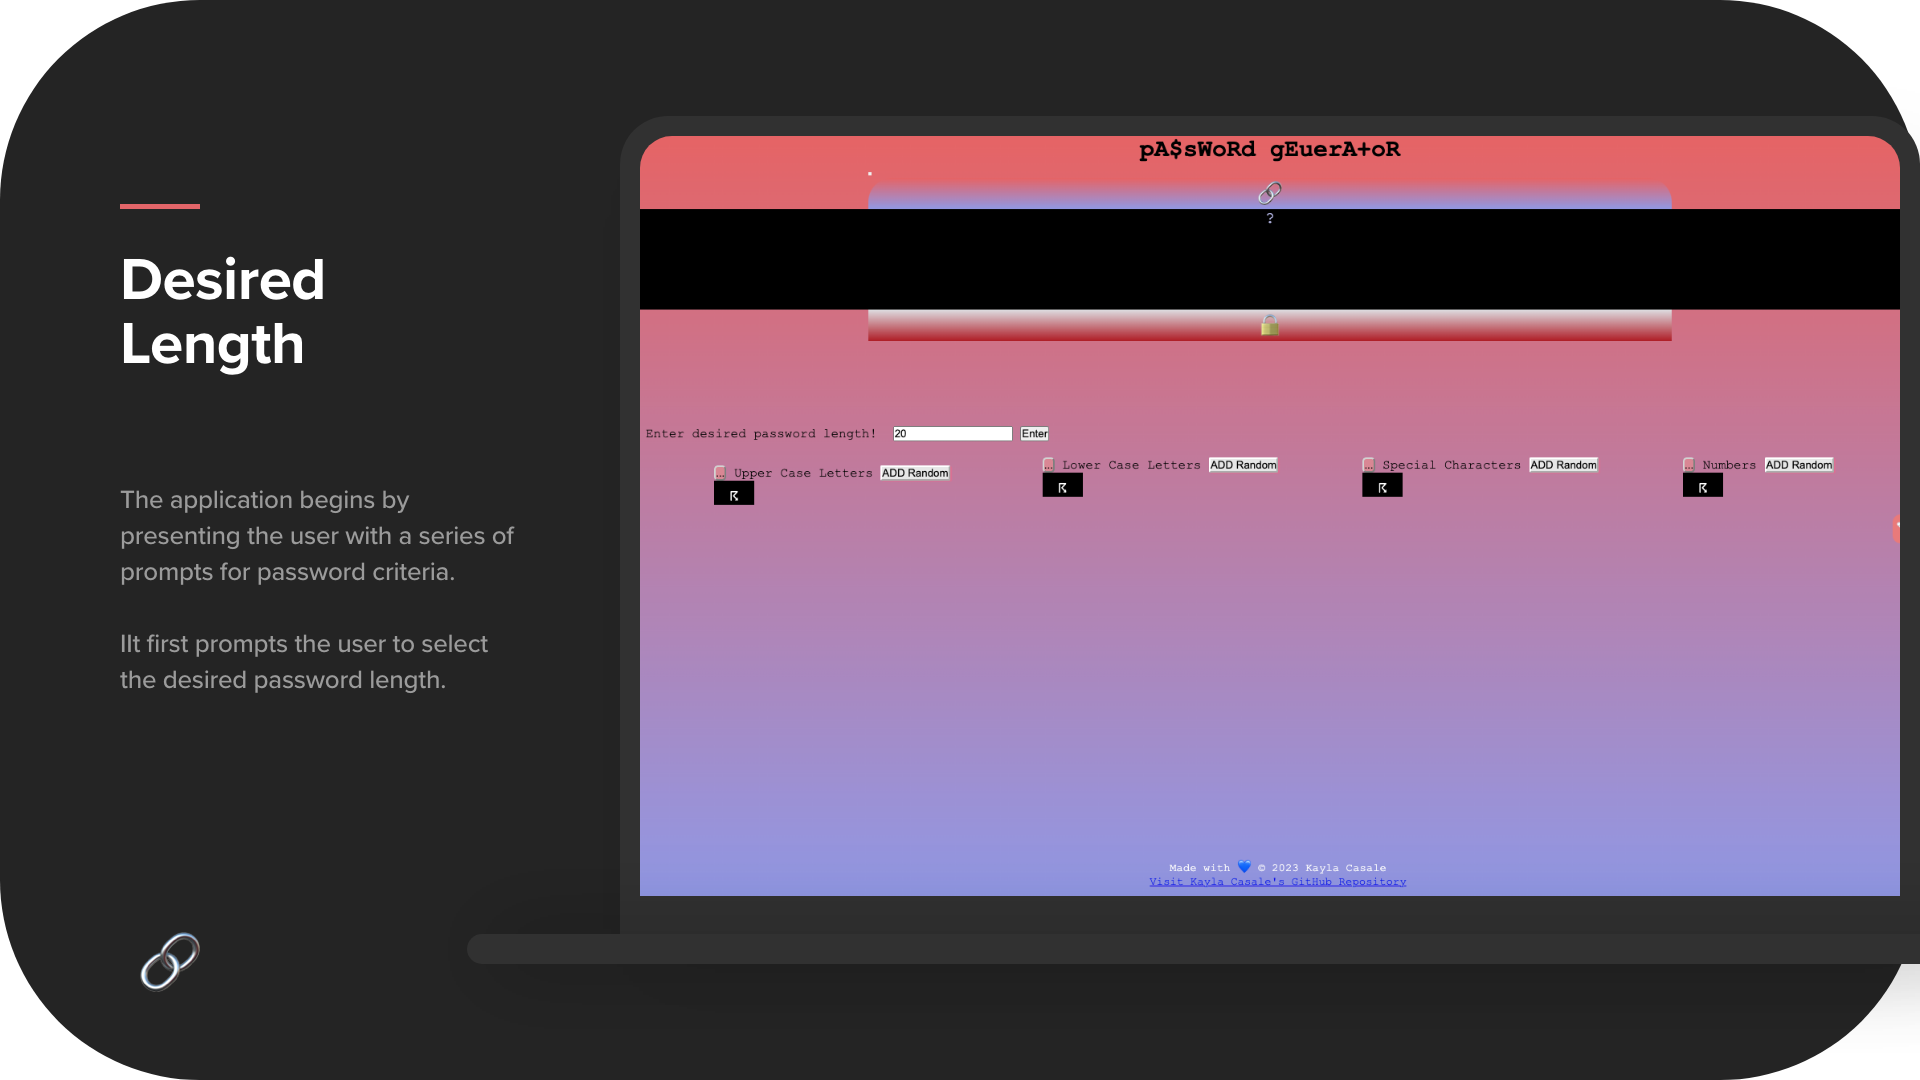 Desired
Length
The application begins by
presenting the user with a series of
prompts for password criteria.
IIt first prompts the user to select
the desired password length.
pA$sWoRd gEuerA+oR
?
Enter desired password length! 20 Enter
... Upper Case Letters ADD Random
... Lower Case Letters ADD Random
... Special Characters ADD Random
... Numbers ADD Random
Made with 💙 © 2023 Kayla Casale
Visit Kayla Casale's GitHub Repository